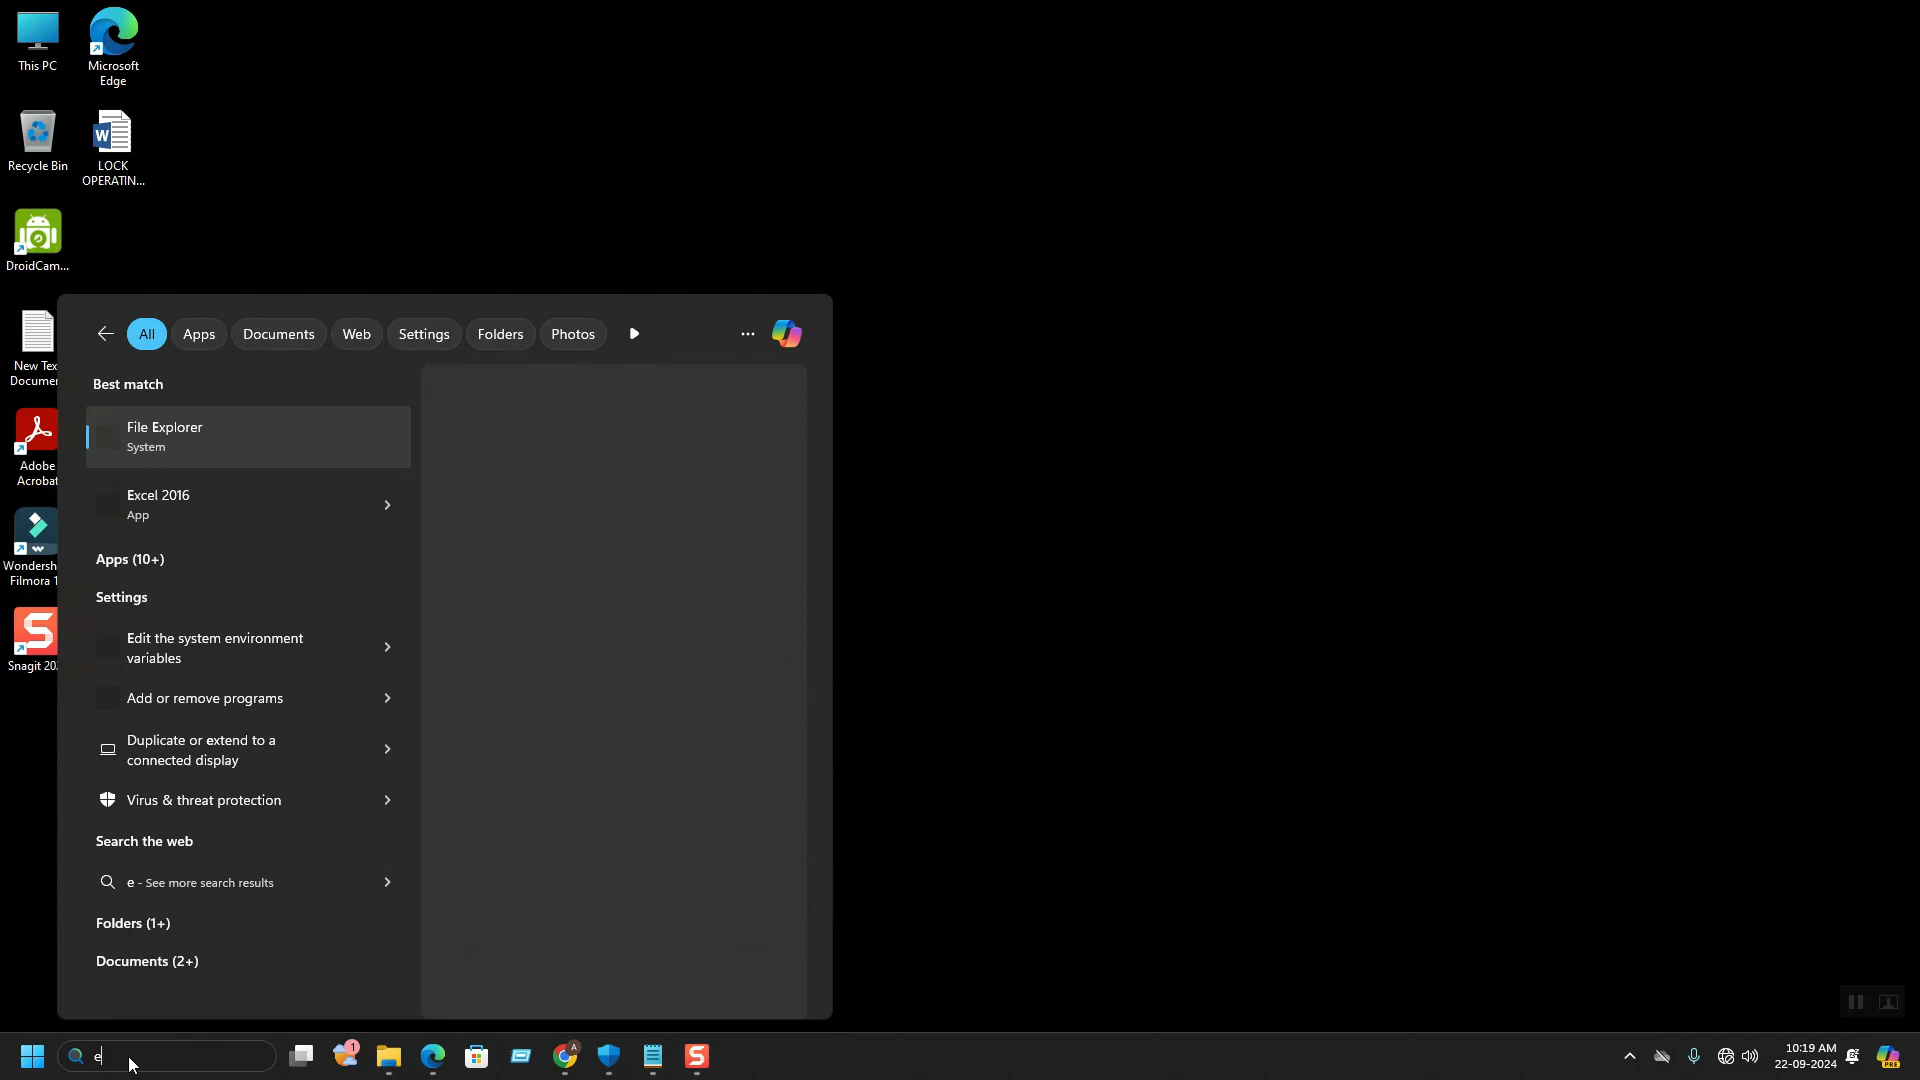 This PC
Microsoft
Edge
Recycle Bin
LOCK
OPERATIN...
DroidCam...
New Tex
Documen
Adobe
Acrobat
Wondersh
Filmora 1
Snagit 20
All
Apps
Documents
Web
Settings
Folders
Photos
Best match
File Explorer
System
Excel 2016
App
Apps (10+)
Settings
Edit the system environment
variables
Add or remove programs
Duplicate or extend to a
connected display
Virus & threat protection
Search the web
e - See more search results
Folders (1+)
Documents (2+)
e
1
A
10:19 AM
22-09-2024
PRE